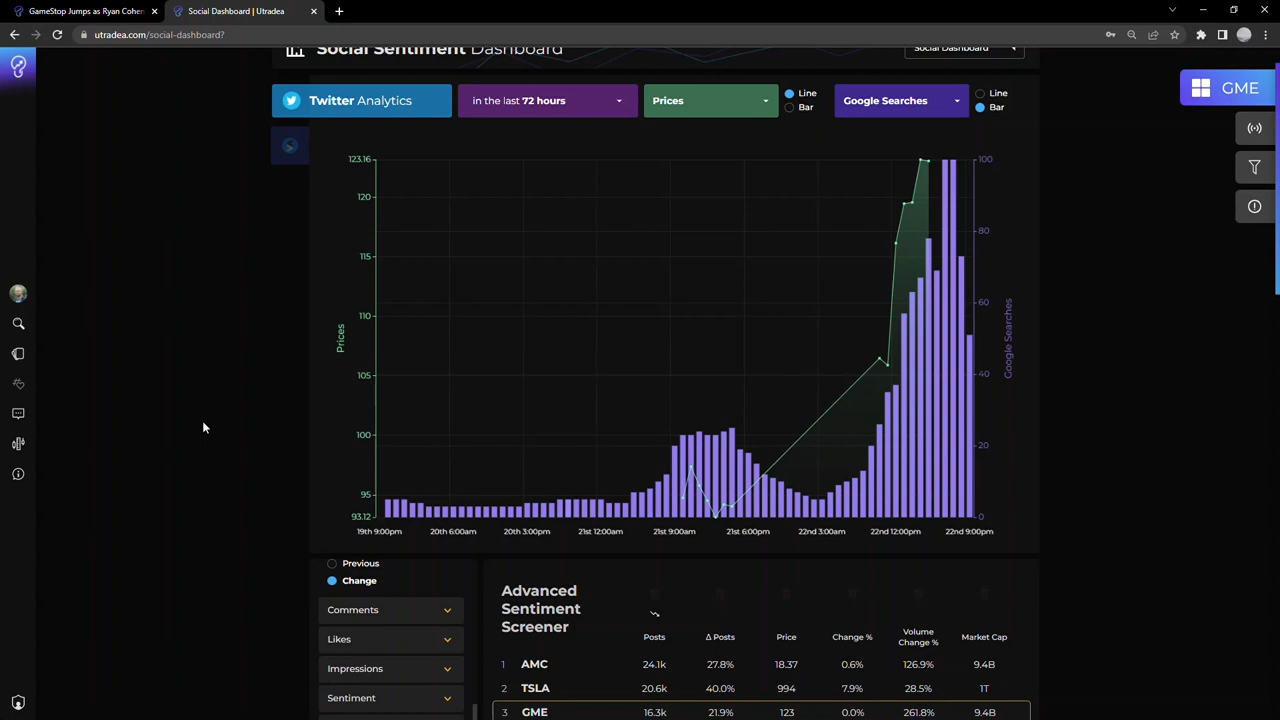 GameStop Jumps as Ryan Cohen
Social Dashboard | Utradea
utradea.com/social-dashboard?
Social Sentiment Dashboard
Social Dashboard
Twitter Analytics
in the last 72 hours
Prices
Line
Bar
Google Searches
Line
Bar
GME
123.16
120
115
110
105
100
95
93.12
Prices
100
80
60
40
20
0
Google Searches
19th 9:00pm
20th 6:00am
20th 3:00pm
21st 12:00am
21st 9:00am
21st 6:00pm
22nd 3:00am
22nd 12:00pm
22nd 9:00pm
Previous
Change
Comments
Likes
Impressions
Sentiment
Advanced
Sentiment
Screener
Posts
Δ Posts
Price
Change %
Volume
Change %
Market Cap
1 AMC 24.1k 27.8% 18.37 0.6% 126.9% 9.4B
2 TSLA 20.6k 40.0% 994 7.9% 28.5% 1T
3 GME 16.3k 21.9% 123 0.0% 261.8% 9.4B